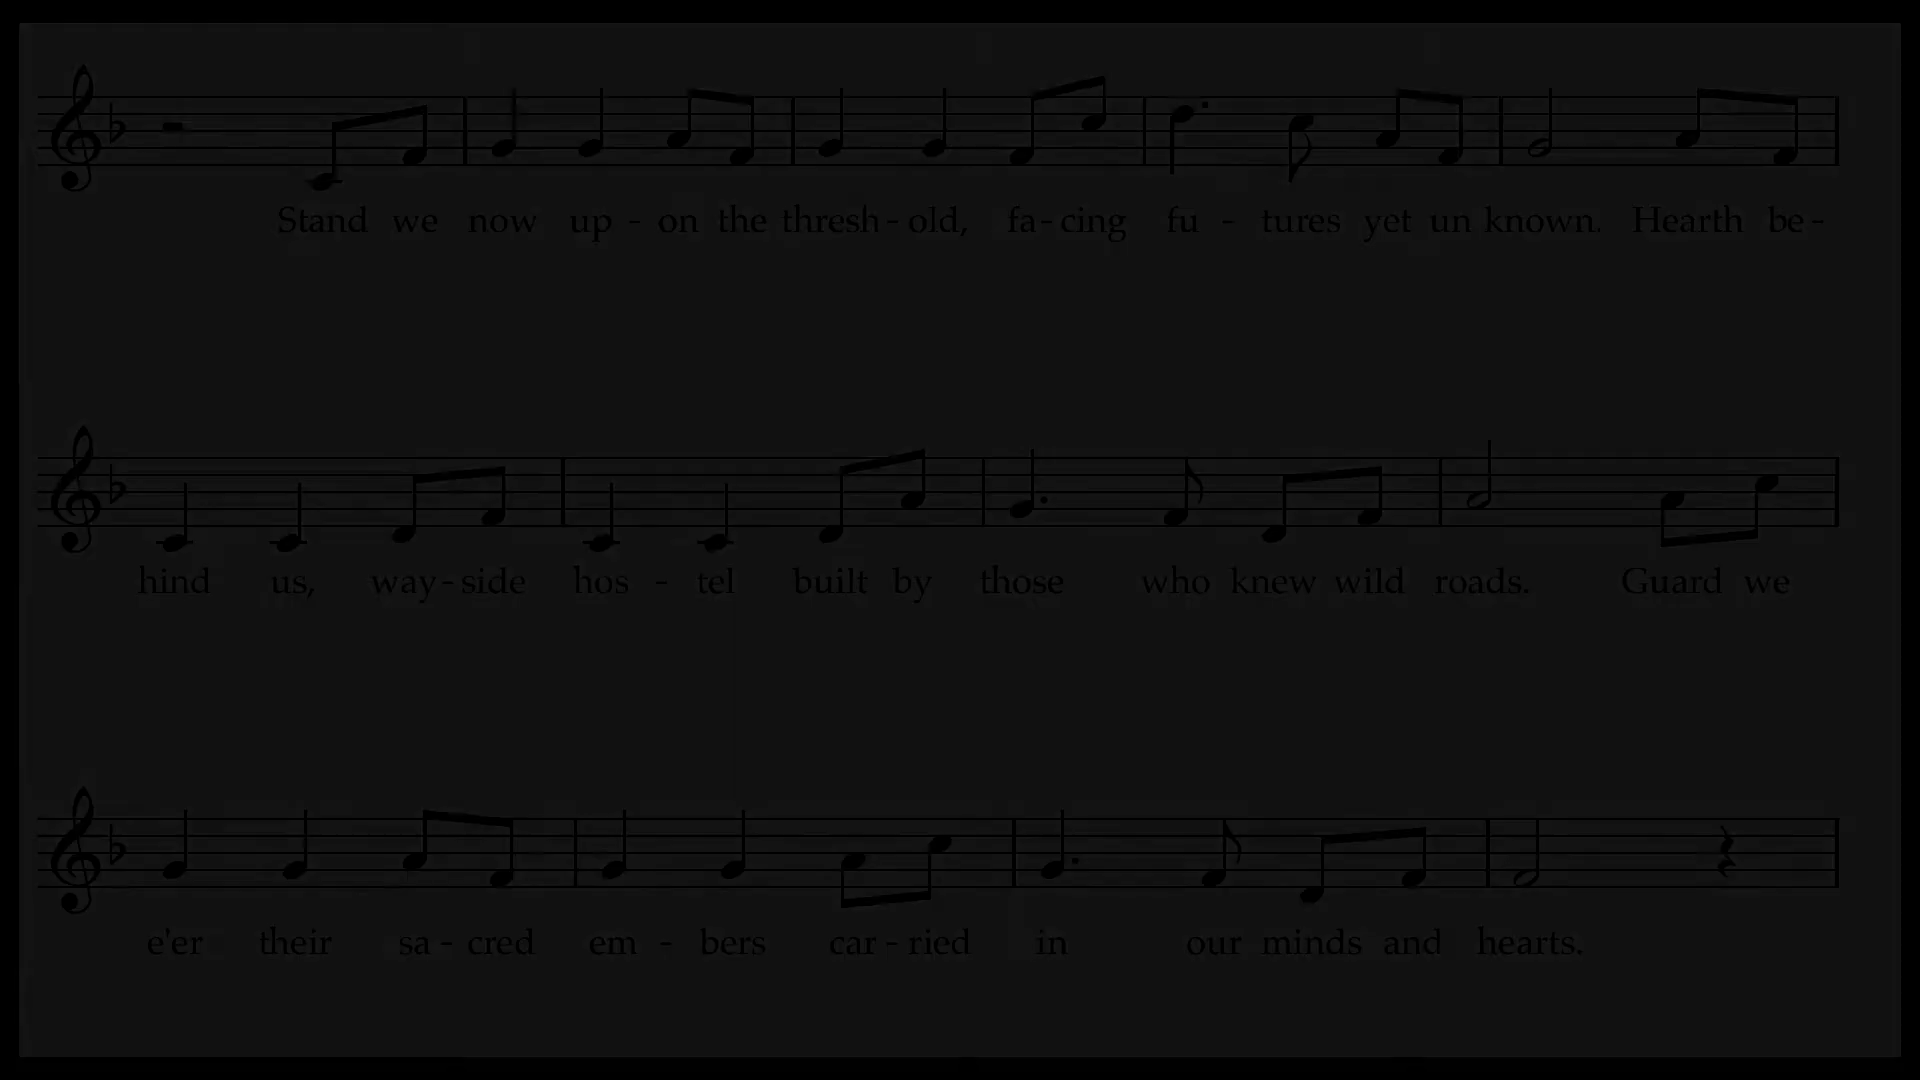 Stand we now up - on the thresh - old, fa - cing fu - tures yet un known. Hearth be -
hind us, way - side hos - tel built by those who knew wild roads. Guard we
e'er their sa - cred em - bers car - ried in our minds and hearts.